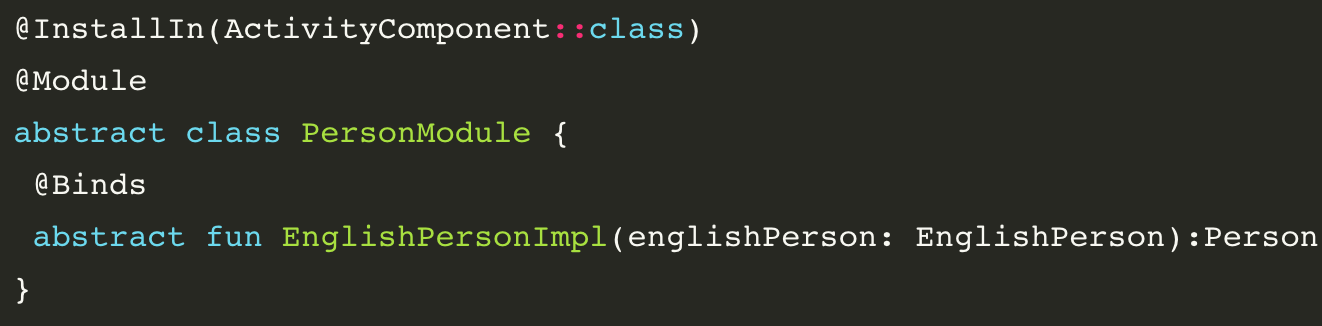 @InstallIn(ActivityComponent::class)
@Module
abstract class PersonModule {
 @Binds
 abstract fun EnglishPersonImpl(englishPerson: EnglishPerson):Person
}